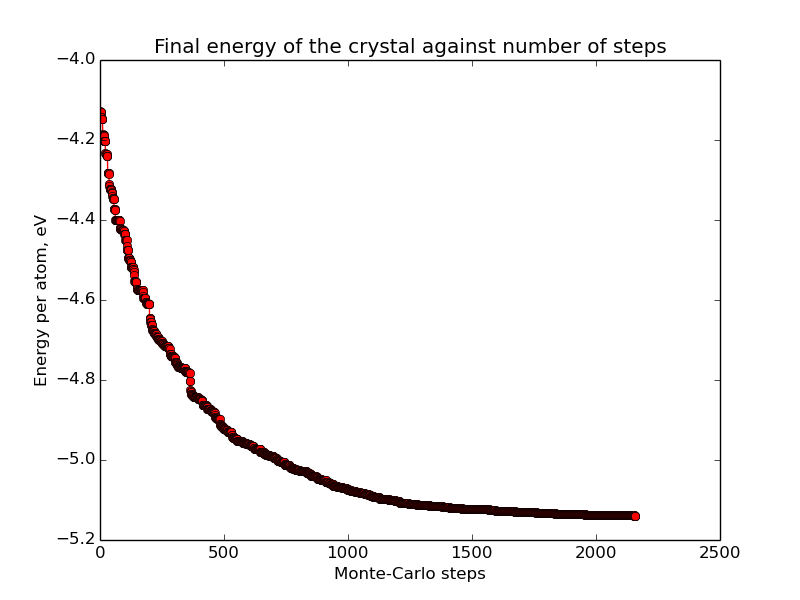 Final energy of the crystal against number of steps
−4.0
−4.2
−4.4
−4.6
−4.8
−5.0
−5.2
Energy per atom, eV
0 500 1000 1500 2000 2500
Monte-Carlo steps